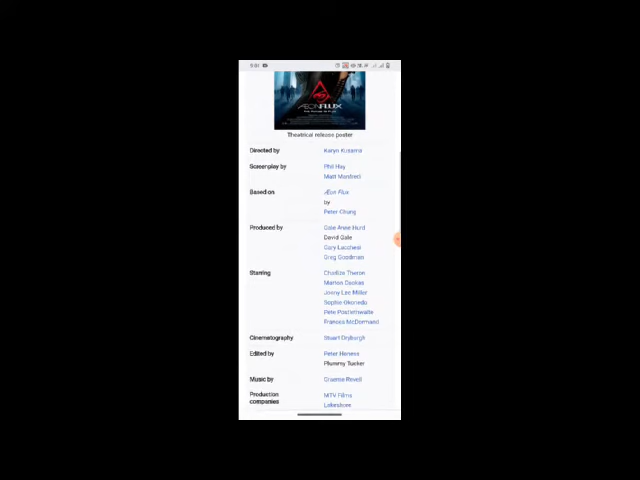 ÆONFLUX
Theatrical release poster
Directed by Karyn Kusama
Screenplay by Phil Hay
Matt Manfredi
Based on Æon Flux
by
Peter Chung
Produced by Gale Anne Hurd
David Gale
Gary Lucchesi
Greg Goodman
Starring Charlize Theron
Marton Csokas
Jonny Lee Miller
Sophie Okonedo
Pete Postlethwaite
Frances McDormand
Cinematography Stuart Dryburgh
Edited by Peter Honess
Plummy Tucker
Music by Graeme Revell
Production MTV Films
companies Lakeshore